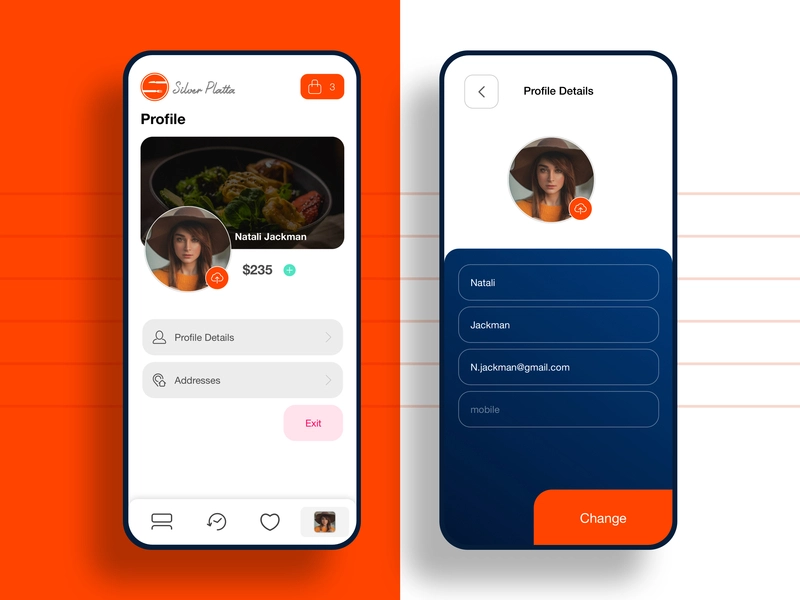 Silver Platta
3
Profile
Natali Jackman
$235
Profile Details
Addresses
Exit
Profile Details
Natali
Jackman
N.jackman@gmail.com
mobile
Change